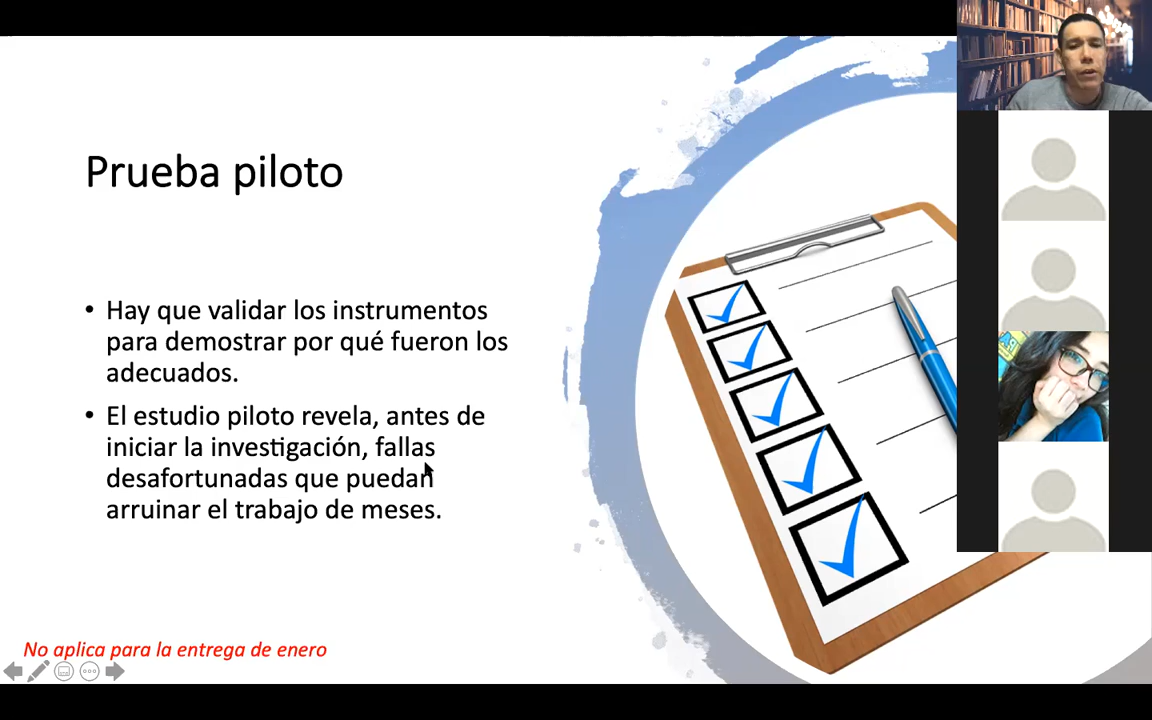 Prueba piloto
• Hay que validar los instrumentos
para demostrar por qué fueron los
adecuados.
• El estudio piloto revela, antes de
iniciar la investigación, fallas
desafortunadas que puedan
arruinar el trabajo de meses.
No aplica para la entrega de enero